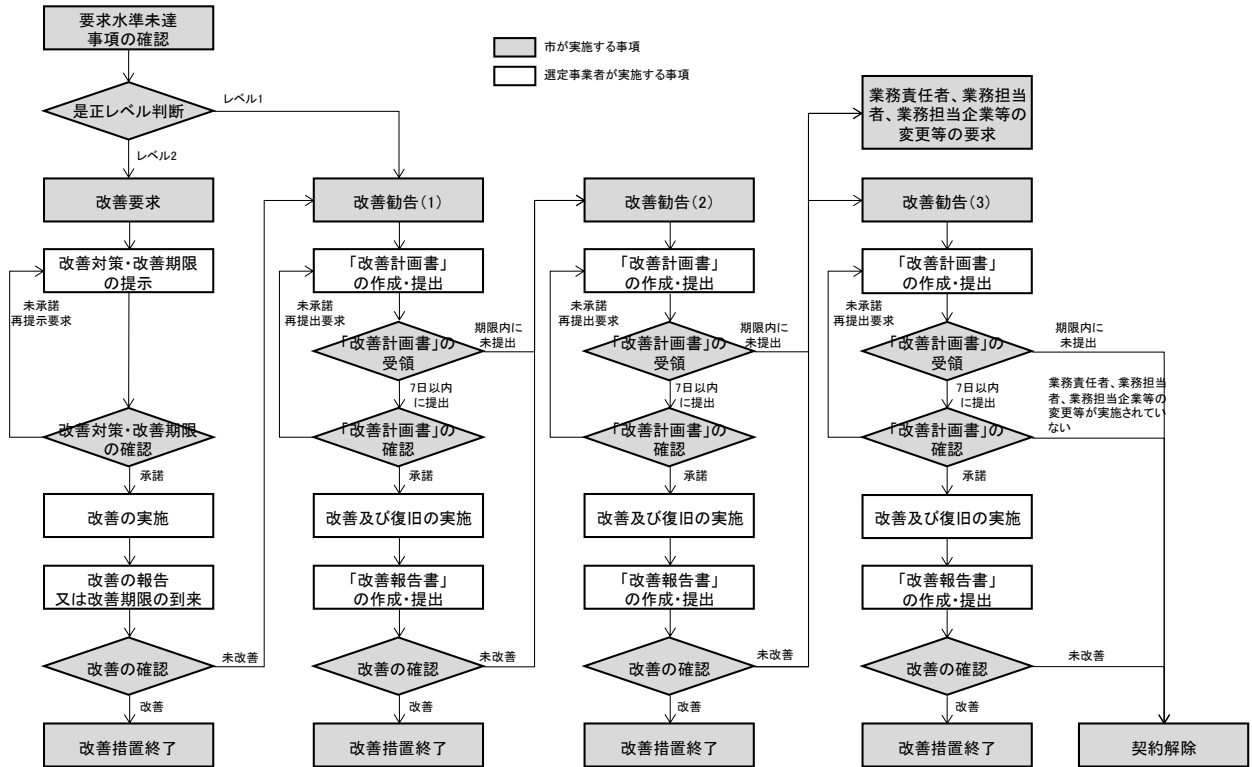 要求水準未達
事項の確認
市が実施する事項
選定事業者が実施する事項
是正レベル判断
レベル1
レベル2
業務責任者、業務担当
者、業務担当企業等の
変更等の要求
改善要求
改善対策・改善期限
の提示
未承諾
再提示要求
改善対策・改善期限
の確認
承諾
改善の実施
改善の報告
又は改善期限の到来
改善の確認
未改善
改善
改善措置終了
改善勧告(1)
「改善計画書」
の作成・提出
未承諾
再提出要求
「改善計画書」の
受領
期限内に
未提出
7日以内
に提出
「改善計画書」の
確認
承諾
改善及び復旧の実施
「改善報告書」
の作成・提出
改善の確認
未改善
改善
改善措置終了
改善勧告(2)
「改善計画書」
の作成・提出
未承諾
再提出要求
「改善計画書」の
受領
期限内に
未提出
7日以内
に提出
「改善計画書」の
確認
承諾
改善及び復旧の実施
「改善報告書」
の作成・提出
改善の確認
未改善
改善
改善措置終了
改善勧告(3)
「改善計画書」
の作成・提出
未承諾
再提出要求
「改善計画書」の
受領
期限内に
未提出
7日以内
に提出
業務責任者、業務担当
者、業務担当企業等の
変更等が実施されてい
ない
「改善計画書」の
確認
承諾
改善及び復旧の実施
「改善報告書」
の作成・提出
改善の確認
未改善
改善
改善措置終了
契約解除